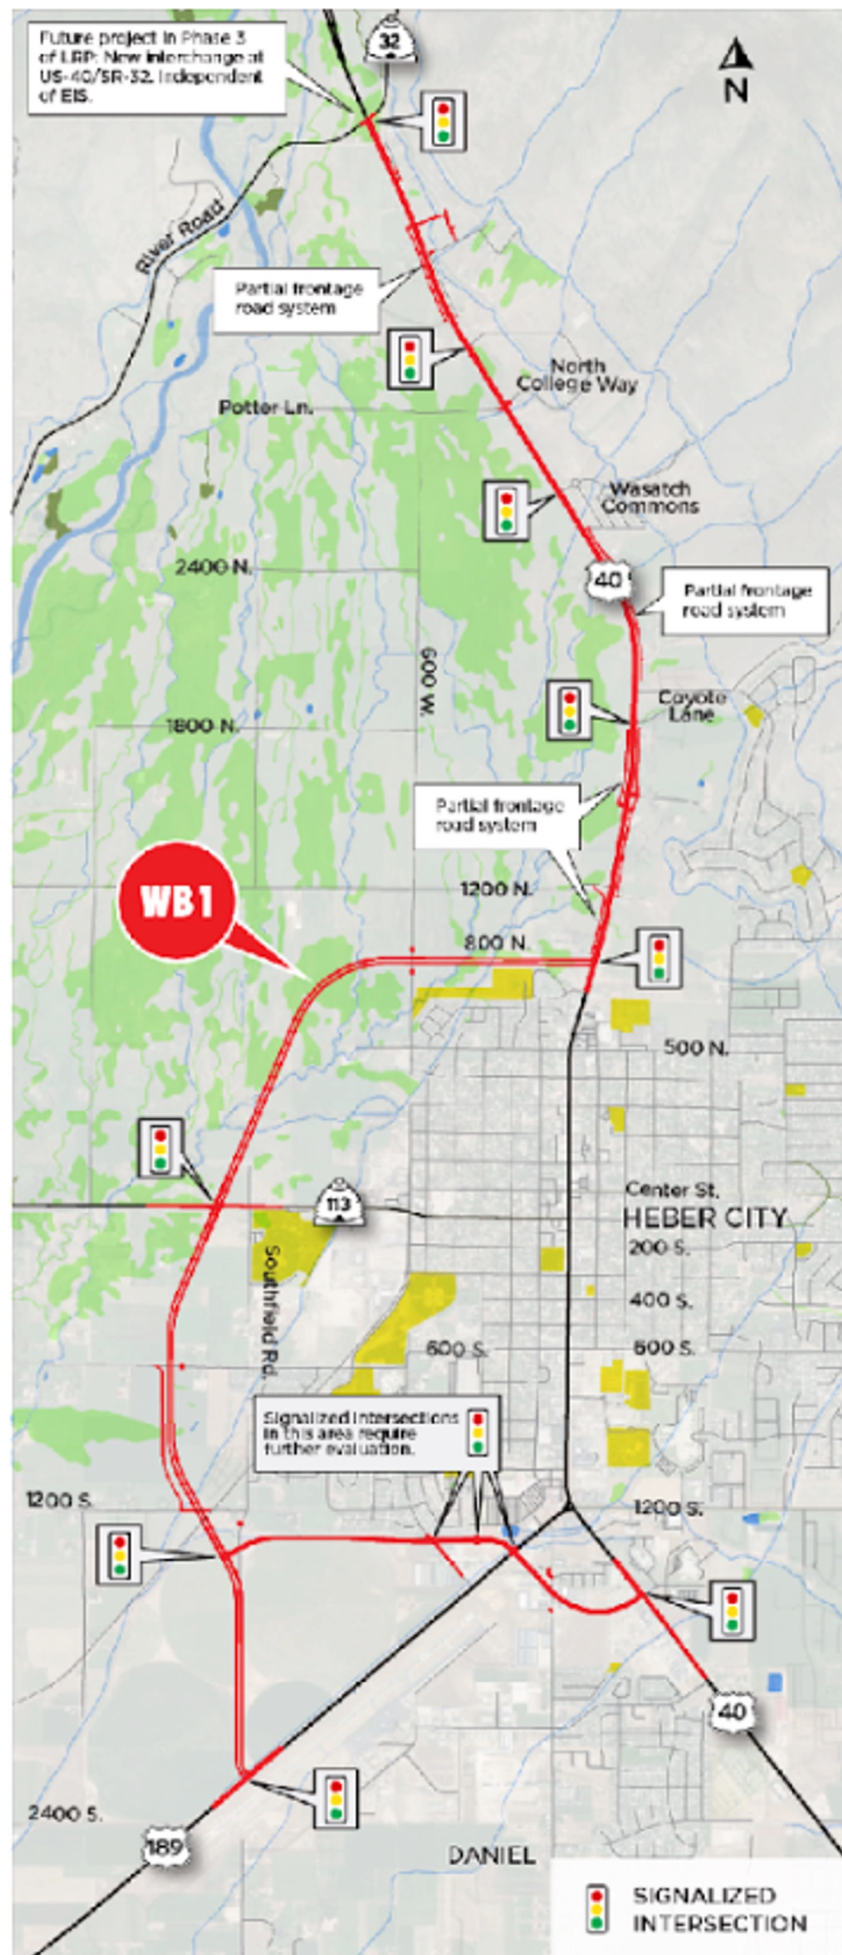 Future project in Phase 3
of LRP: New interchange at
US-40/SR-32. Independent
of EIS.
32
N
River Road
Partial frontage
road system
North
College Way
Potter Ln.
Wasatch
Commons
2400 N.
40
Partial frontage
road system
600 W.
Coyote
Lane
1800 N.
Partial frontage
road system
1200 N.
WB1
800 N.
500 N.
Center St.
113
HEBER CITY
200 S.
Southfield Rd.
400 S.
600 S.
600 S.
Signalized intersections
in this area require
further evaluation.
1200 S.
1200 S.
40
2400 S.
189
DANIEL
SIGNALIZED
INTERSECTION